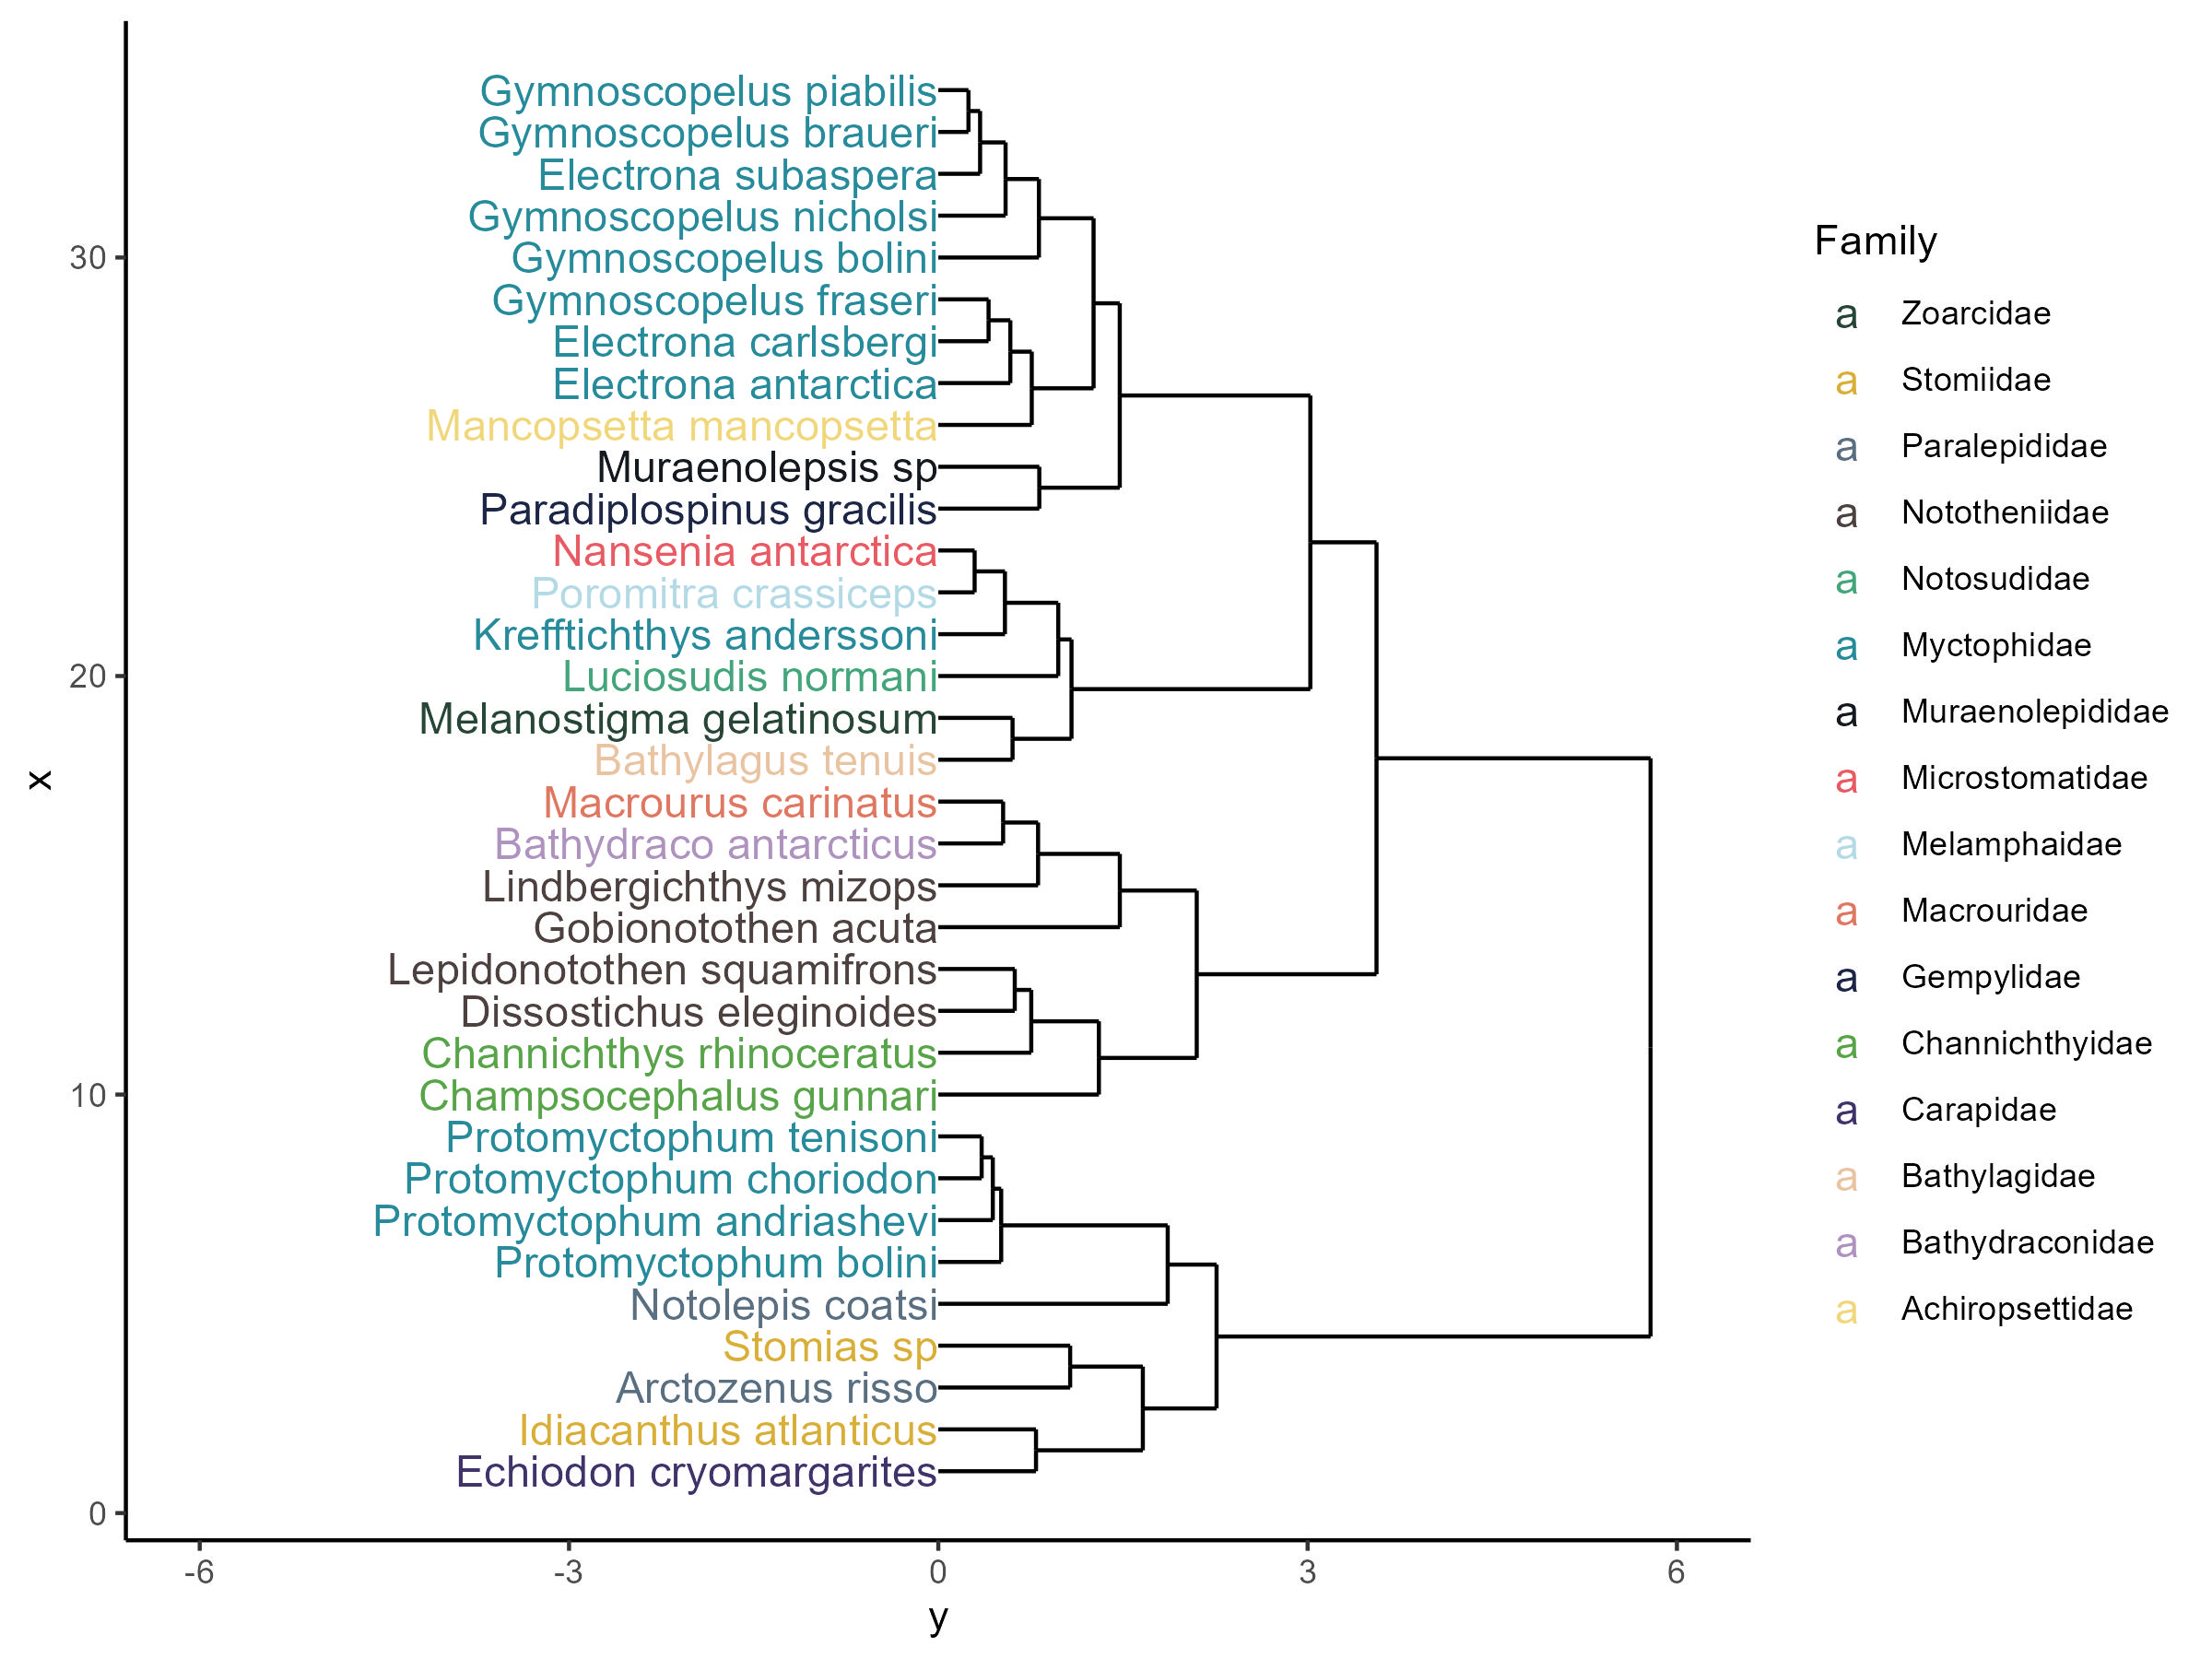 Gymnoscopelus piabilis
Gymnoscopelus braueri
Electrona subaspera
Gymnoscopelus nicholsi
Gymnoscopelus bolini
Gymnoscopelus fraseri
Electrona carlsbergi
Electrona antarctica
Mancopsetta mancopsetta
Muraenolepsis sp
Paradiplospinus gracilis
Nansenia antarctica
Poromitra crassiceps
Krefftichthys anderssoni
Luciosudis normani
Melanostigma gelatinosum
Bathylagus tenuis
Macrourus carinatus
Bathydraco antarcticus
Lindbergichthys mizops
Gobionotothen acuta
Lepidonotothen squamifrons
Dissostichus eleginoides
Channichthys rhinoceratus
Champsocephalus gunnari
Protomyctophum tenisoni
Protomyctophum choriodon
Protomyctophum andriashevi
Protomyctophum bolini
Notolepis coatsi
Stomias sp
Arctozenus risso
Idiacanthus atlanticus
Echiodon cryomargarites
30
20
10
0
x
-6 -3 0 3 6
y
Family
a Zoarcidae
a Stomiidae
a Paralepididae
a Nototheniidae
a Notosudidae
a Myctophidae
a Muraenolepididae
a Microstomatidae
a Melamphaidae
a Macrouridae
a Gempylidae
a Channichthyidae
a Carapidae
a Bathylagidae
a Bathydraconidae
a Achiropsettidae